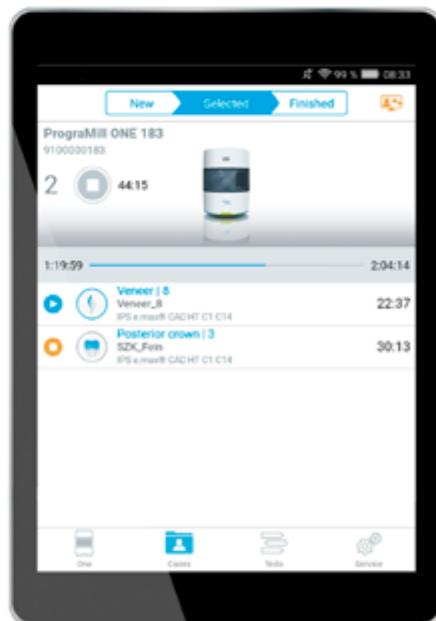 99 % 08:33
New Selected Finished
PrograMill ONE 183
9100000183
2 44:15
1:19:59 2:04:14
Veneer | 8
Veneer_8 22:37
IPS e.max® CAD HT C1 C14
Posterior crown | 3
SZK_Fein 30:13
IPS e.max® CAD HT C1 C14
One Cases Tools Service